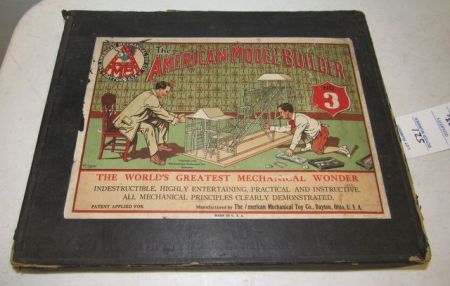 The
AMERICAN MODEL BUILDER
AMB
NO.
3
THE WORLD'S GREATEST MECHANICAL WONDER
INDESTRUCTIBLE, HIGHLY ENTERTAINING, PRACTICAL AND INSTRUCTIVE.
ALL MECHANICAL PRINCIPLES CLEARLY DEMONSTRATED.
PATENT APPLIED FOR
Manufactured by The American Mechanical Toy Co., Dayton, Ohio, U. S. A.
MADE IN U. S. A.
521